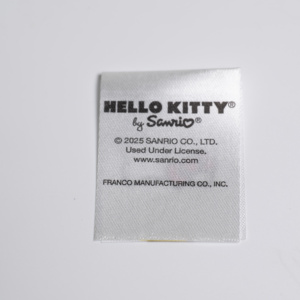 HELLO KITTY®
by Sanrio®
© 2025 SANRIO CO., LTD.
Used Under License.
www.sanrio.com
FRANCO MANUFACTURING CO., INC.